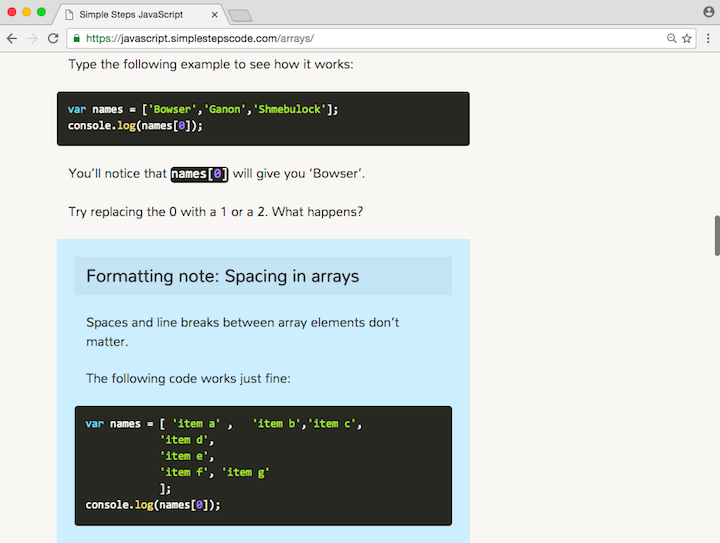 Simple Steps JavaScript
https://javascript.simplestepscode.com/arrays/
Type the following example to see how it works:
var names = ['Bowser','Ganon','Shmebulock'];
console.log(names[0]);
You'll notice that names[0] will give you ‘Bowser’.
Try replacing the 0 with a 1 or a 2. What happens?
Formatting note: Spacing in arrays
Spaces and line breaks between array elements don't
matter.
The following code works just fine:
var names = [ 'item a' ,   'item b','item c',
'item d',
'item e',
'item f', 'item g'
];
console.log(names[0]);